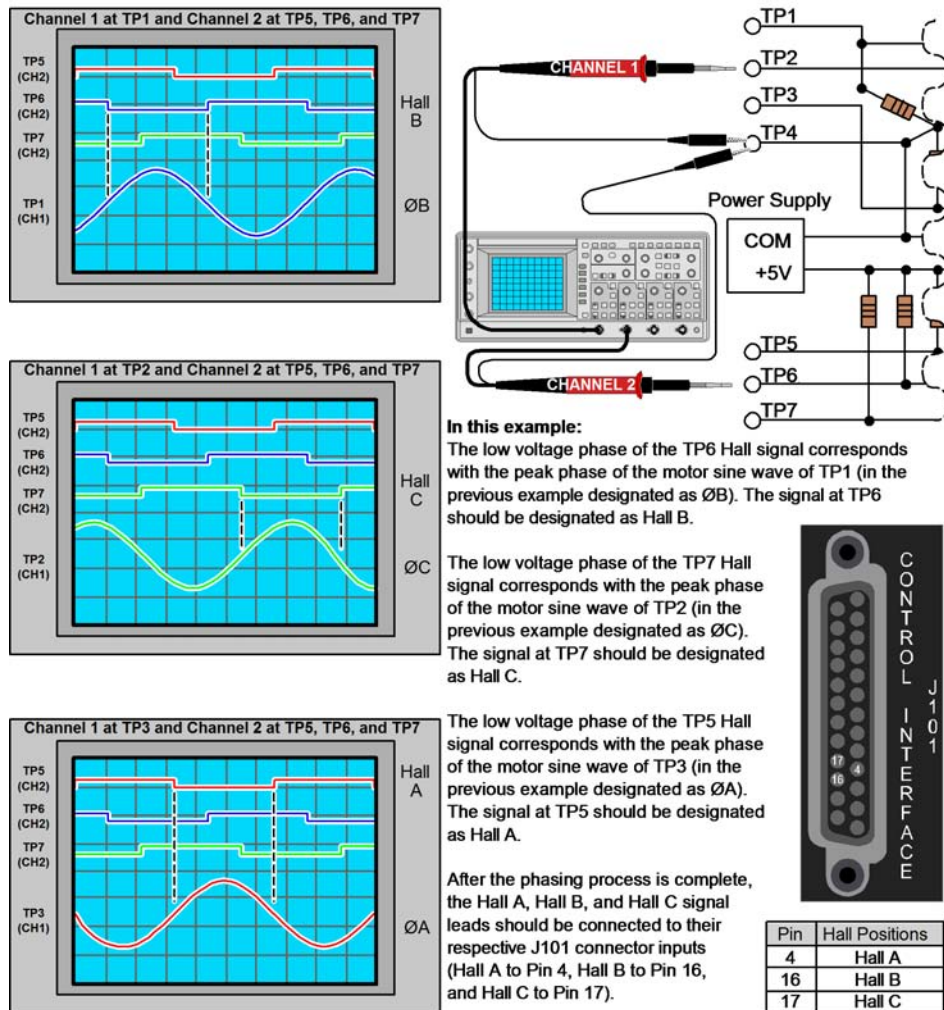 Channel 1 at TP1 and Channel 2 at TP5, TP6, and TP7
TP5
(CH2)
TP6
(CH2)
TP7
(CH2)
TP1
(CH1)
Hall
B
ØB
TP1
TP2
TP3
TP4
CHANNEL 1
Power Supply
COM
+5V
TP5
TP6
TP7
CHANNEL 2
Channel 1 at TP2 and Channel 2 at TP5, TP6, and TP7
TP5
(CH2)
TP6
(CH2)
TP7
(CH2)
TP2
(CH1)
Hall
C
ØC
In this example:
The low voltage phase of the TP6 Hall signal corresponds
with the peak phase of the motor sine wave of TP1 (in the
previous example designated as ØB). The signal at TP6
should be designated as Hall B.
The low voltage phase of the TP7 Hall
signal corresponds with the peak phase
of the motor sine wave of TP2 (in the
previous example designated as ØC).
The signal at TP7 should be designated
as Hall C.
Channel 1 at TP3 and Channel 2 at TP5, TP6, and TP7
TP5
(CH2)
TP6
(CH2)
TP7
(CH2)
TP3
(CH1)
Hall
A
ØA
The low voltage phase of the TP5 Hall
signal corresponds with the peak phase
of the motor sine wave of TP3 (in the
previous example designated as ØA).
The signal at TP5 should be designated
as Hall A.
After the phasing process is complete,
the Hall A, Hall B, and Hall C signal
leads should be connected to their
respective J101 connector inputs
(Hall A to Pin 4, Hall B to Pin 16,
and Hall C to Pin 17).
CONTROL INTERFACE
J101
17
4
16
Pin Hall Positions
4 Hall A
16 Hall B
17 Hall C